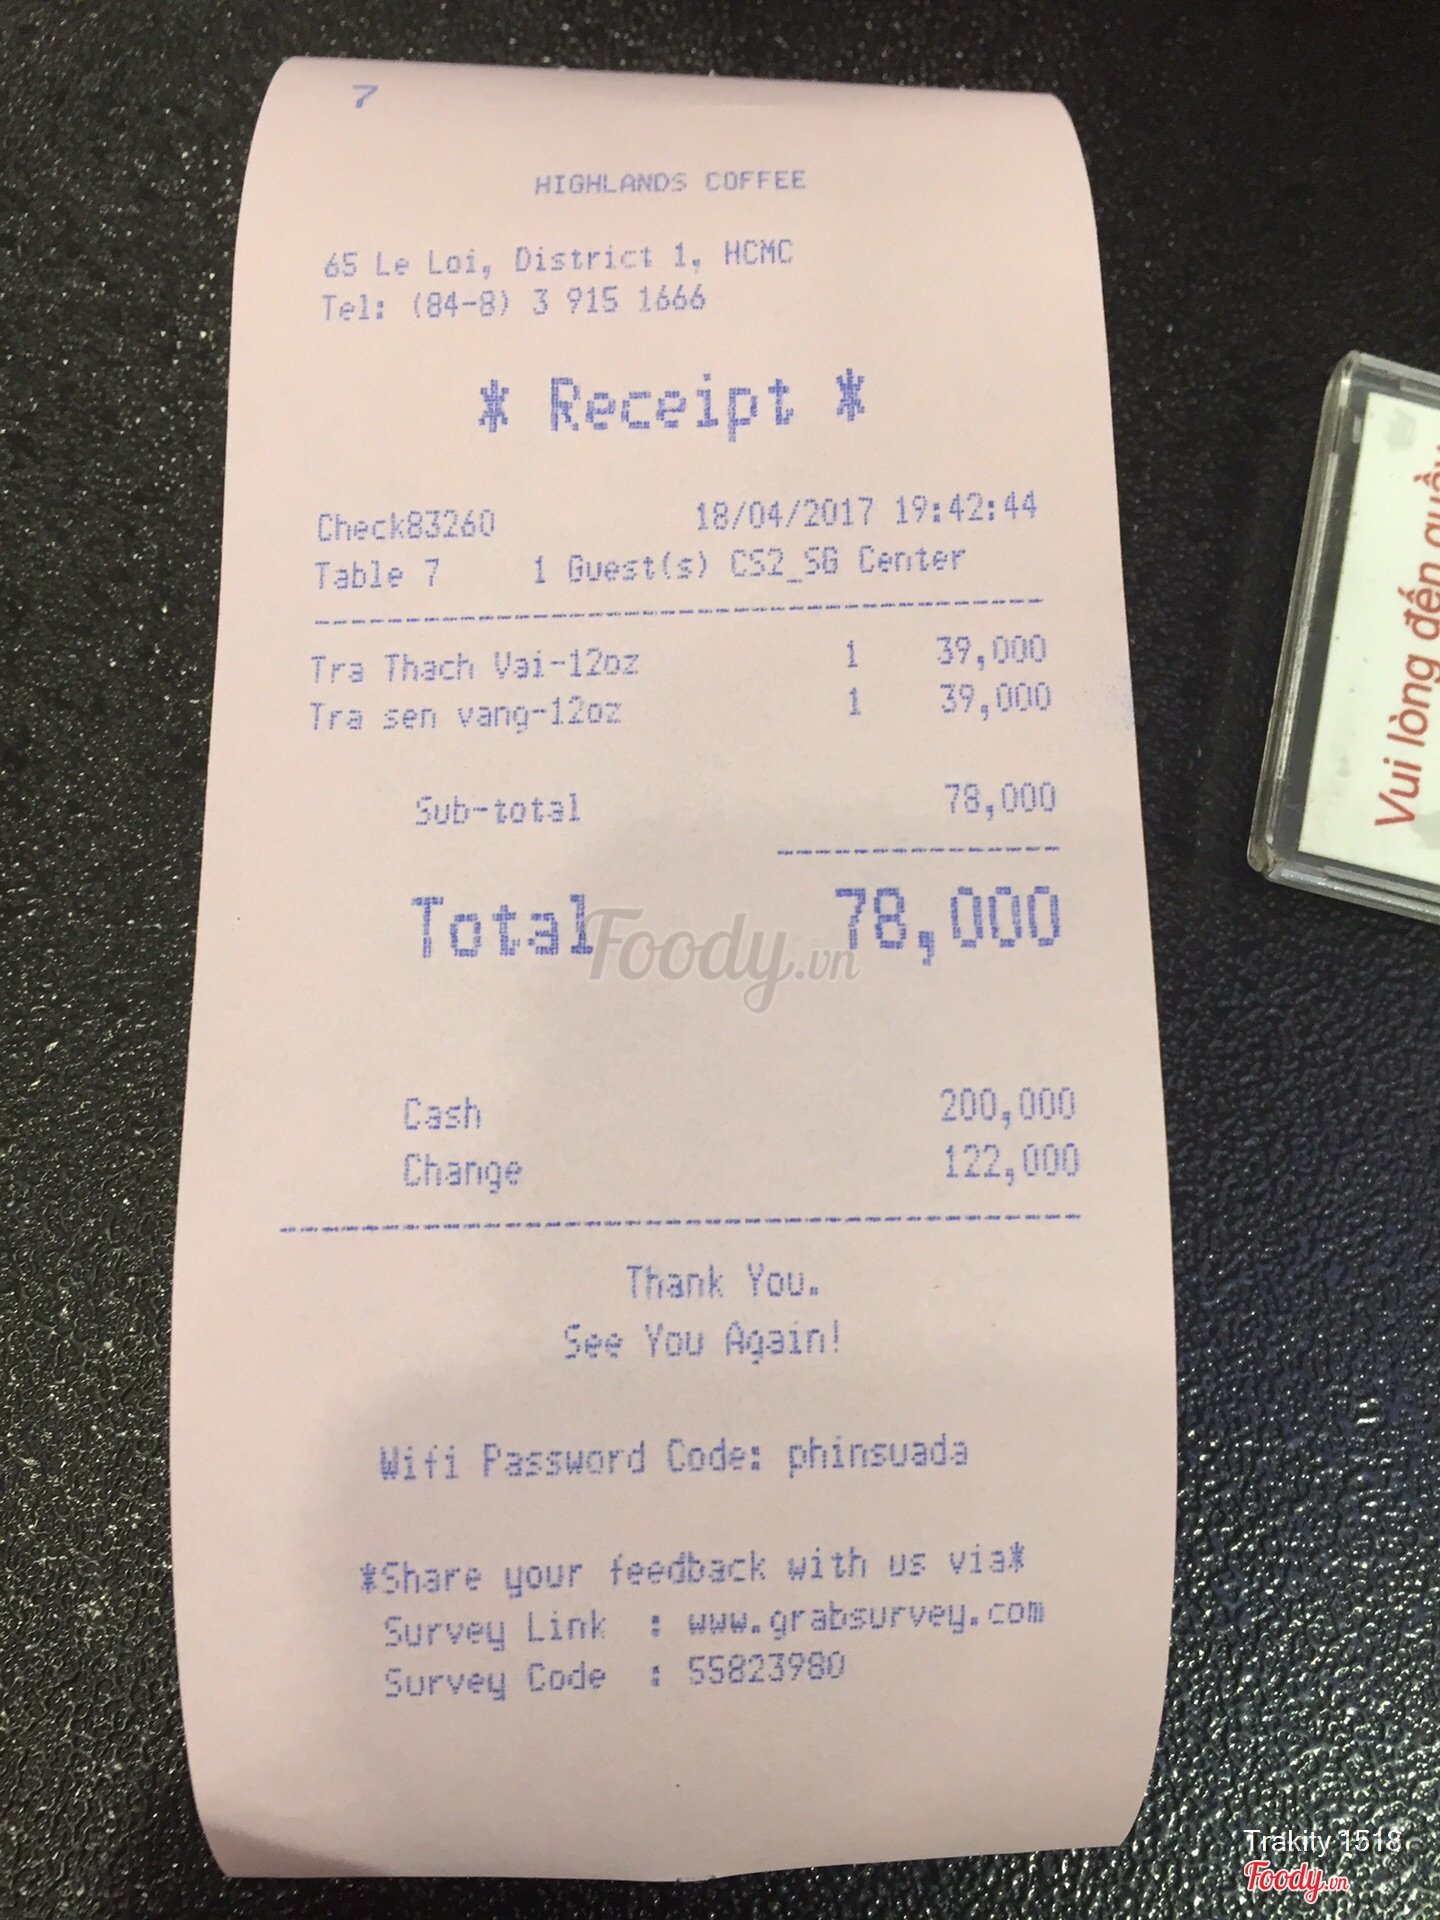 7
HIGHLANDS COFFEE
65 Le Loi, District 1, HCMC
Tel: (84-8) 3 915 1666
* Receipt *
Check83260 18/04/2017 19:42:44
Table 7 1 Guest(s) CS2_SG Center
Tra Thach Vai-12oz 1 39,000
Tra sen vang-12oz 1 39,000
Sub-total 78,000
Total 78,000
Foody.vn
Cash 200,000
Change 122,000
Thank You.
See You Again!
Wifi Password Code: phinsuada
*Share your feedback with us via*
Survey Link : www.grabsurvey.com
Survey Code : 55823980
Vui lòng đến quầy
Trakity 1518
Foody.vn